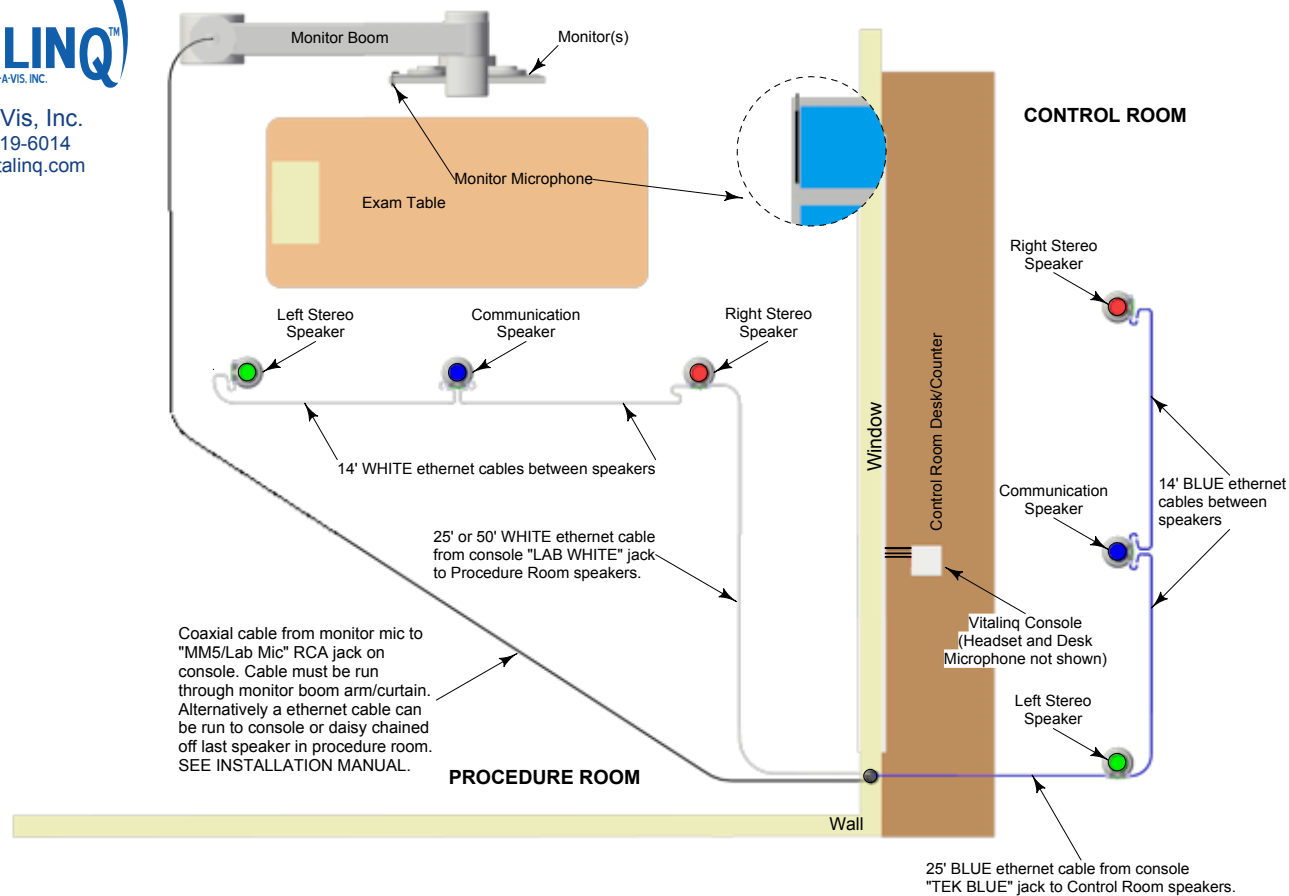 LINQ™
-A-VIS, INC.
Vis, Inc.
19-6014
talinq.com
Monitor Boom
Monitor(s)
CONTROL ROOM
Monitor Microphone
Exam Table
Right Stereo
Speaker
Left Stereo
Speaker
Communication
Speaker
Right Stereo
Speaker
Window
Control Room Desk/Counter
14' WHITE ethernet cables between speakers
Communication
Speaker
14' BLUE ethernet
cables between
speakers
25' or 50' WHITE ethernet cable
from console "LAB WHITE" jack
to Procedure Room speakers.
Vitalinq Console
(Headset and Desk
Microphone not shown)
Coaxial cable from monitor mic to
"MM5/Lab Mic" RCA jack on
console. Cable must be run
through monitor boom arm/curtain.
Alternatively a ethernet cable can
be run to console or daisy chained
off last speaker in procedure room.
SEE INSTALLATION MANUAL.
Left Stereo
Speaker
PROCEDURE ROOM
Wall
25' BLUE ethernet cable from console
"TEK BLUE" jack to Control Room speakers.